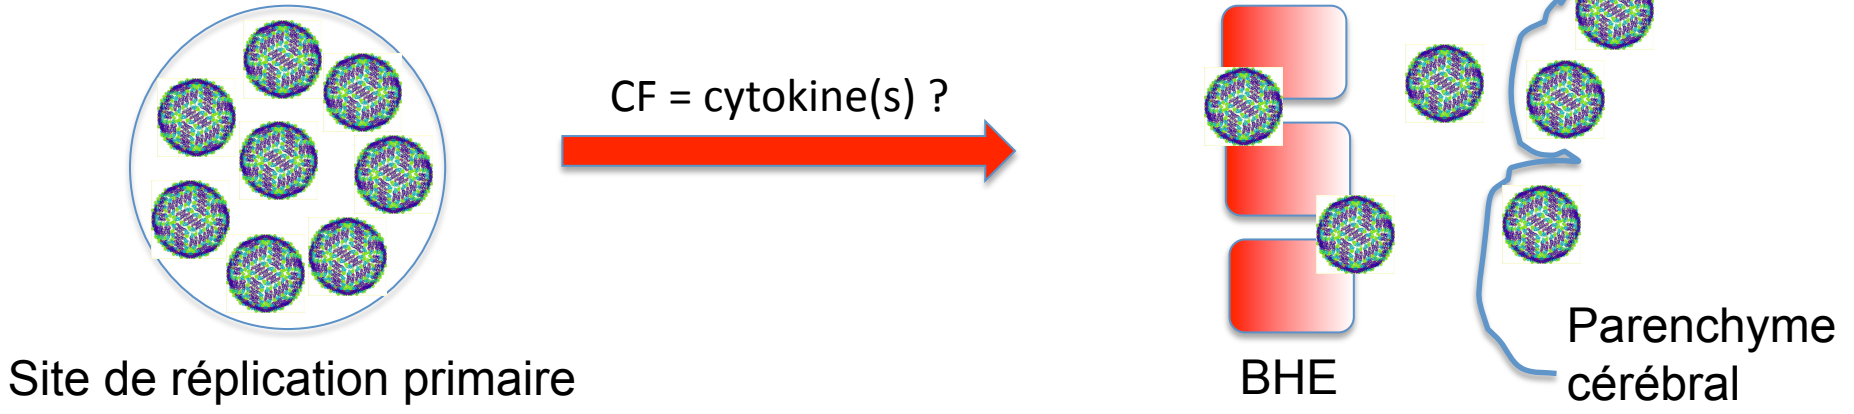 CF = cytokine(s) ?
Site de réplication primaire
BHE
Parenchyme
cérébral